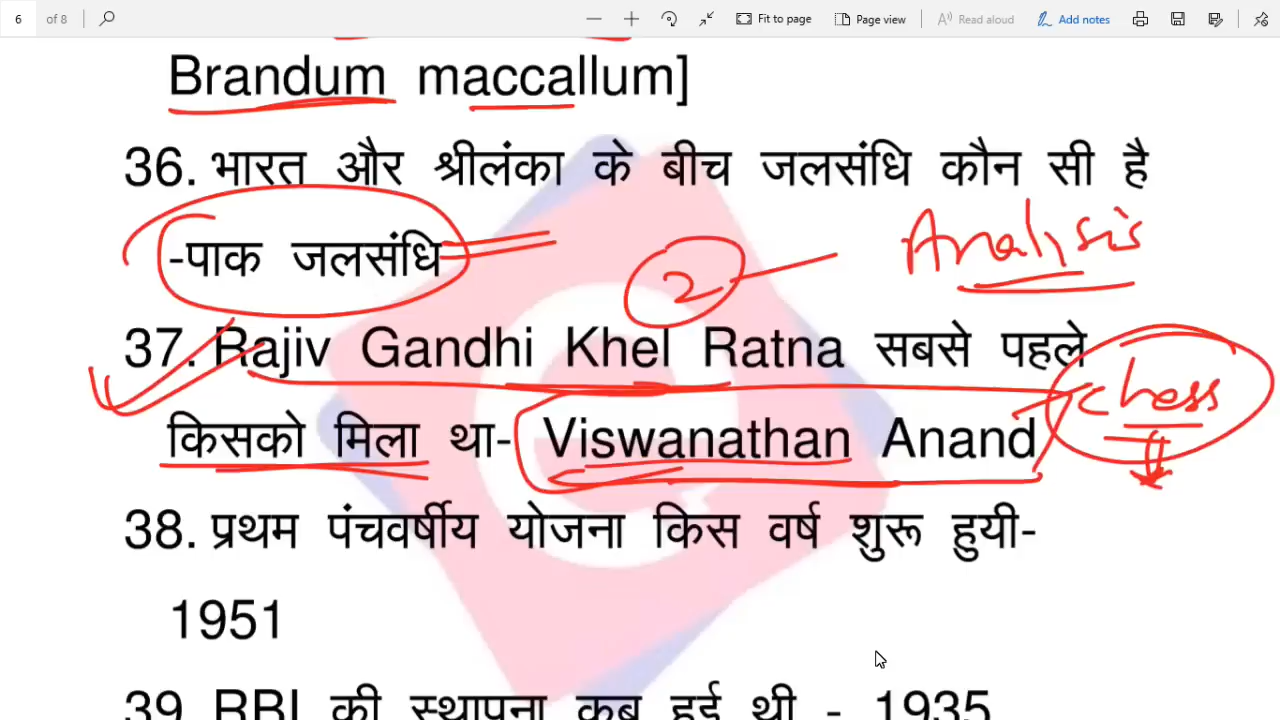 6 of 8 Fit to page Page view Read aloud Add notes
Brandum maccallum]
36. भारत और श्रीलंका के बीच जलसंधि कौन सी है
-पाक जलसंधि
2 Analisis
37. Rajiv Gandhi Khel Ratna सबसे पहले
chess
किसको मिला था- Viswanathan Anand
38. प्रथम पंचवर्षीय योजना किस वर्ष शुरू हुयी-
1951
39. RBI की स्थापना कब हुई थी - 1935